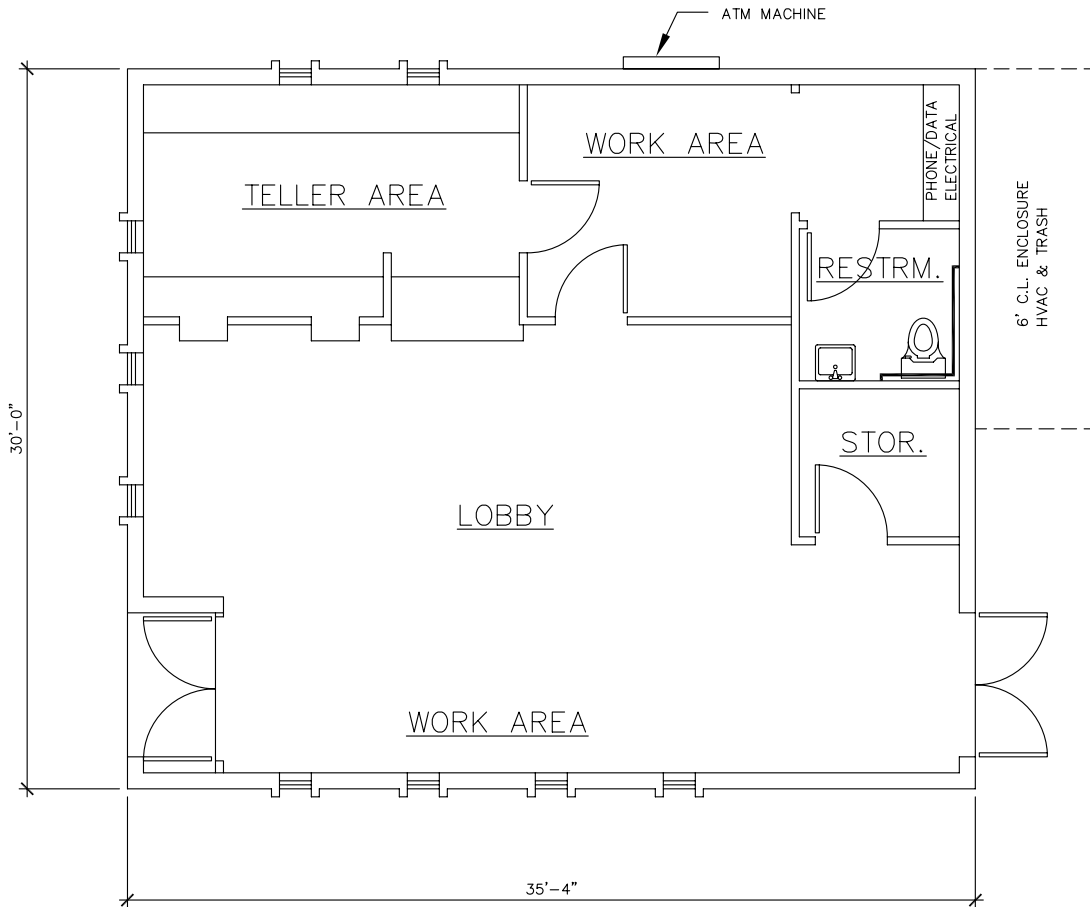 ATM MACHINE
WORK AREA
TELLER AREA
PHONE/DATA
ELECTRICAL
6' C.L. ENCLOSURE
HVAC & TRASH
RESTRM.
STOR.
30'-0"
LOBBY
WORK AREA
35'-4"